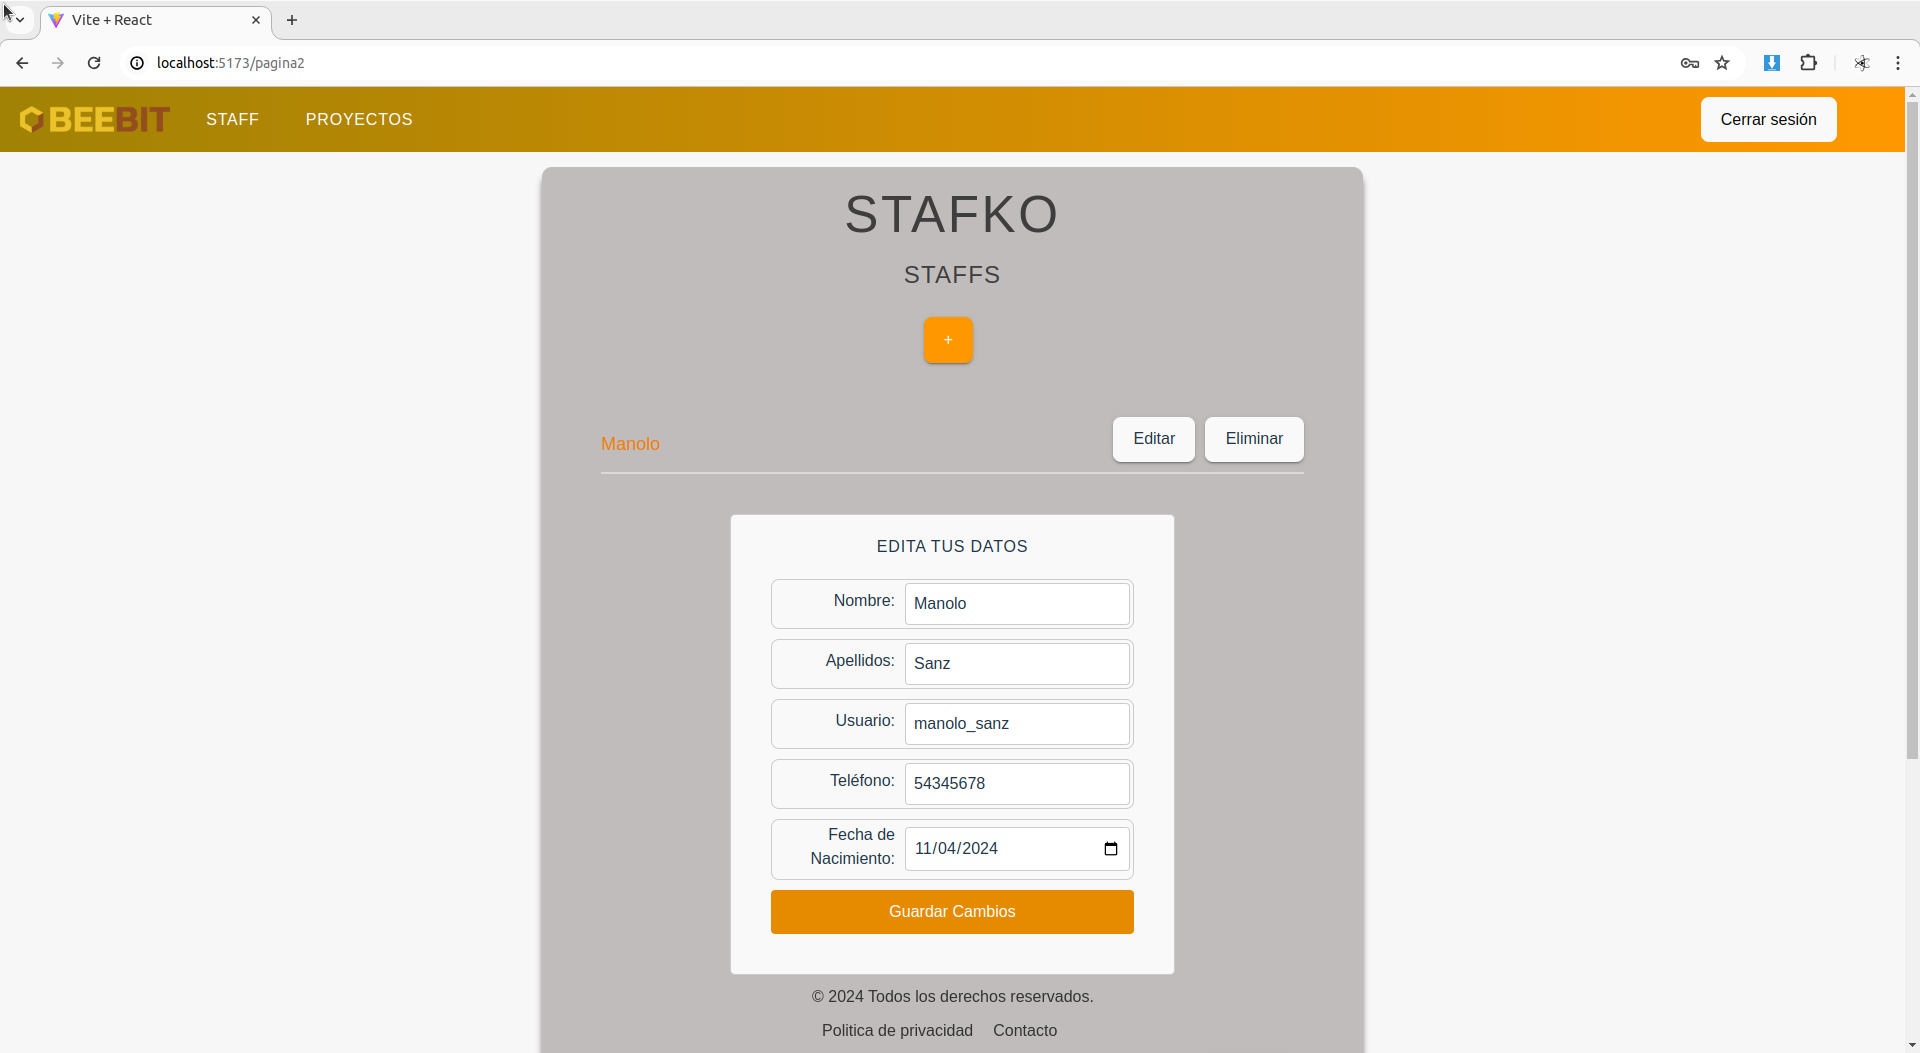 Vite + React
localhost:5173/pagina2
BEEBIT STAFF PROYECTOS Cerrar sesión
STAFKO
STAFFS
+
Manolo Editar Eliminar
EDITA TUS DATOS
Nombre: Manolo
Apellidos: Sanz
Usuario: manolo_sanz
Teléfono: 54345678
Fecha de
Nacimiento: 11/04/2024
Guardar Cambios
© 2024 Todos los derechos reservados.
Politica de privacidad Contacto